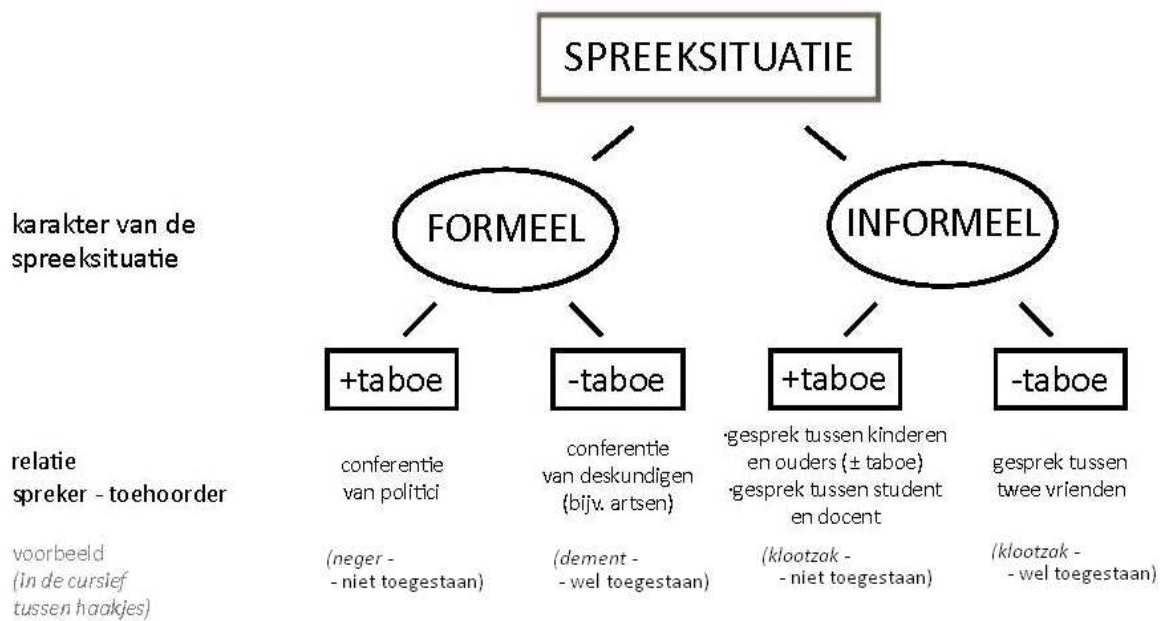 SPREEKSITUATIE
karakter van de
spreeksituatie
FORMEEL
INFORMEEL
+taboe
-taboe
+taboe
-taboe
relatie
spreker - toehoorder
conferentie
van politici
conferentie
van deskundigen
(bijv. artsen)
·gesprek tussen kinderen
en ouders (± taboe)
·gesprek tussen student
en docent
gesprek tussen
twee vrienden
voorbeeld
(in de cursief
tussen haakjes)
(neger -
- niet toegestaan)
(dement -
- wel toegestaan)
(klootzak -
- niet toegestaan)
(klootzak -
- wel toegestaan)